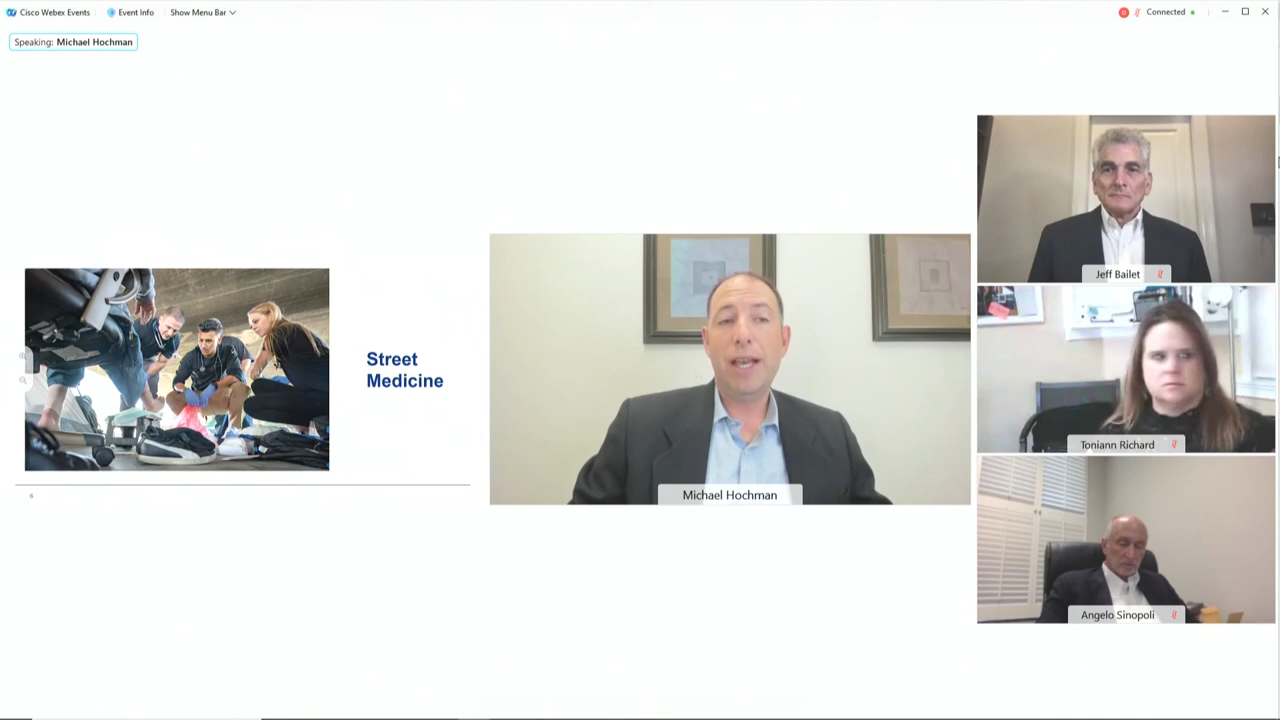 Cisco Webex Events
Event Info
Show Menu Bar
Connected
Speaking: Michael Hochman
Jeff Bailet
Street
Medicine
Toniann Richard
Michael Hochman
6
Angelo Sinopoli